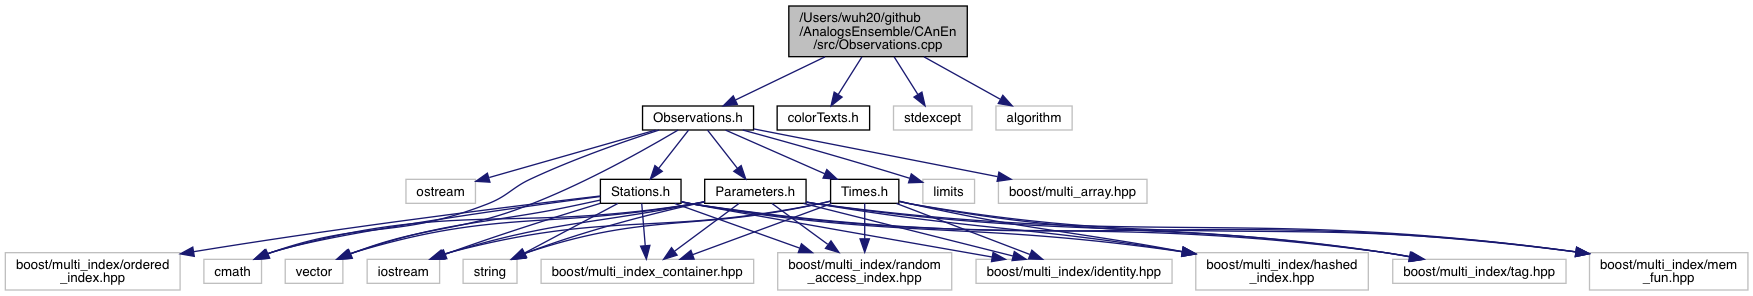 /Users/wuh20/github
/AnalogsEnsemble/CAnEn
/src/Observations.cpp
Observations.h
colorTexts.h
stdexcept
algorithm
ostream
Stations.h
Parameters.h
Times.h
limits
boost/multi_array.hpp
boost/multi_index/ordered
_index.hpp
cmath
vector
iostream
string
boost/multi_index_container.hpp
boost/multi_index/random
_access_index.hpp
boost/multi_index/identity.hpp
boost/multi_index/hashed
_index.hpp
boost/multi_index/tag.hpp
boost/multi_index/mem
_fun.hpp